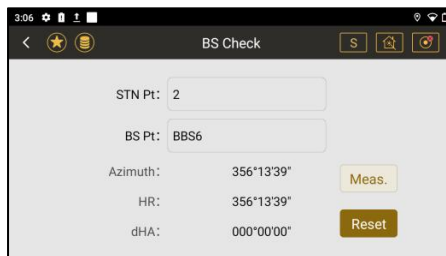 3:06
BS Check
S
STN Pt: 2
BS Pt: BBS6
Azimuth: 356°13'39"
Meas.
HR: 356°13'39"
dHA: 000°00'00"
Reset